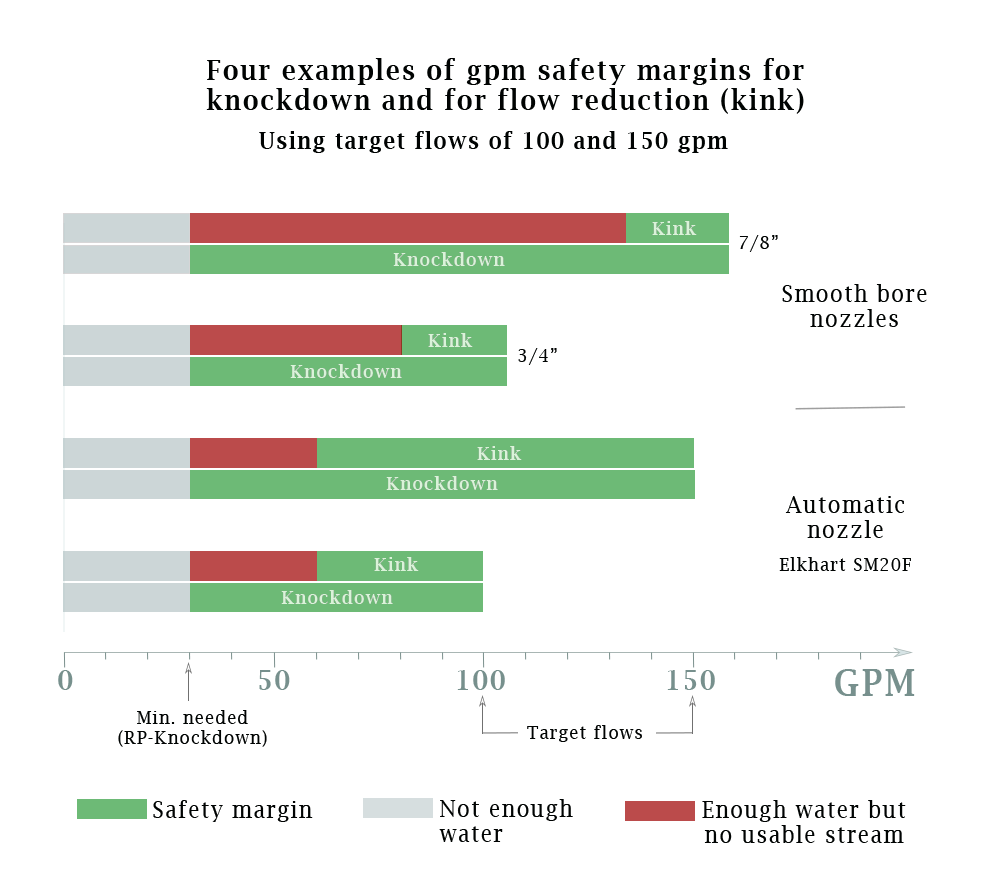 Four examples of gpm safety margins for
knockdown and for flow reduction (kink)
Using target flows of 100 and 150 gpm
Kink
7/8”
Knockdown
Smooth bore
nozzles
Kink
3/4”
Knockdown
Kink
Knockdown
Automatic
nozzle
Elkhart SM20F
Kink
Knockdown
0 50 100 150 GPM
Min. needed
(RP-Knockdown)
Target flows
Safety margin
Not enough
water
Enough water but
no usable stream